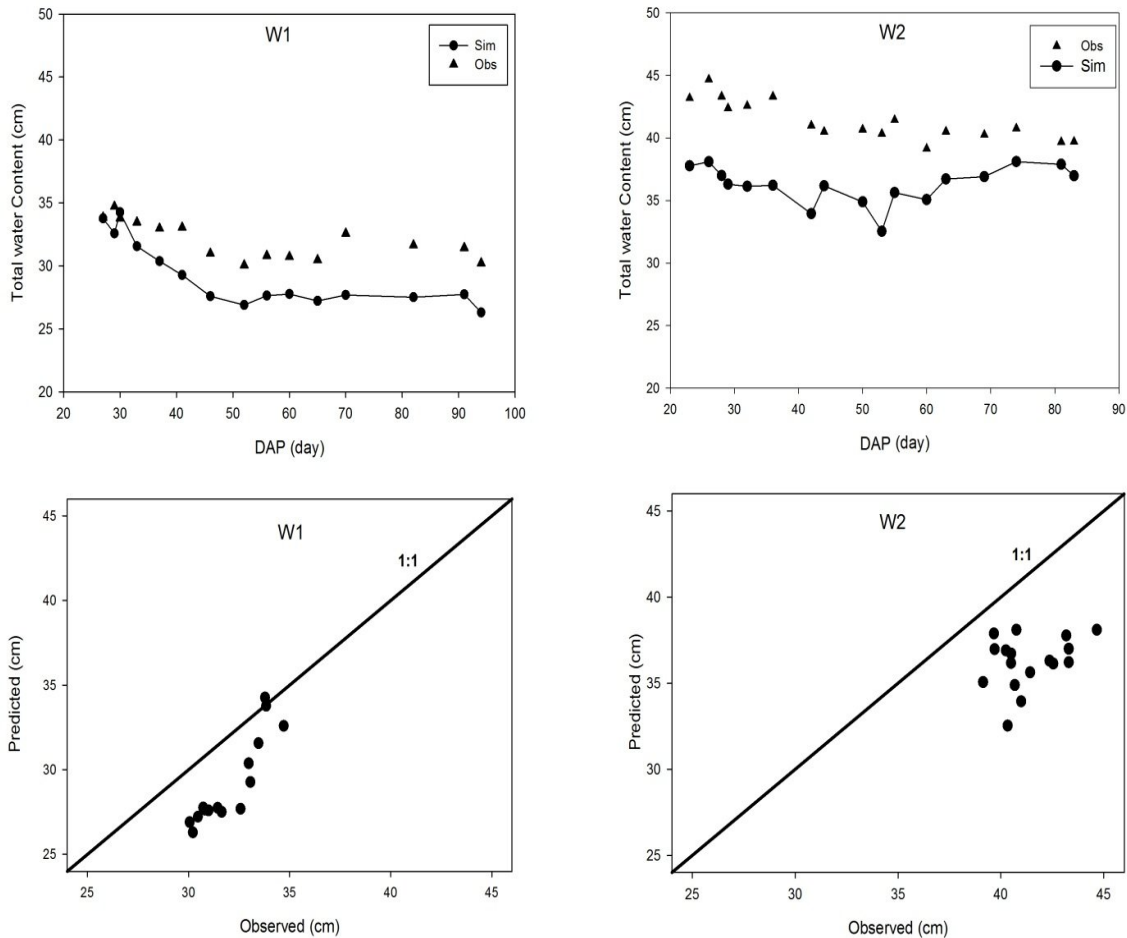 W1
Sim
Obs
50
45
40
35
30
25
20
Total water Content (cm)
20 30 40 50 60 70 80 90 100
DAP (day)
W2
Obs
Sim
50
45
40
35
30
25
20
Total water Content (cm)
20 30 40 50 60 70 80 90
DAP (day)
W1
1:1
45
40
35
30
25
Predicted (cm)
25 30 35 40 45
Observed (cm)
W2
1:1
45
40
35
30
25
Predicted (cm)
25 30 35 40 45
Observed (cm)